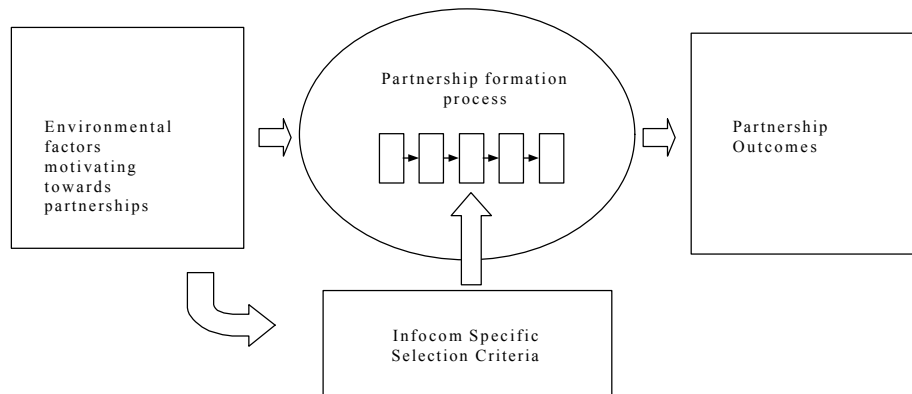 Environmental
factors
motivating
towards
partnerships
Partnership formation
process
Partnership
Outcomes
Infocom Specific
Selection Criteria